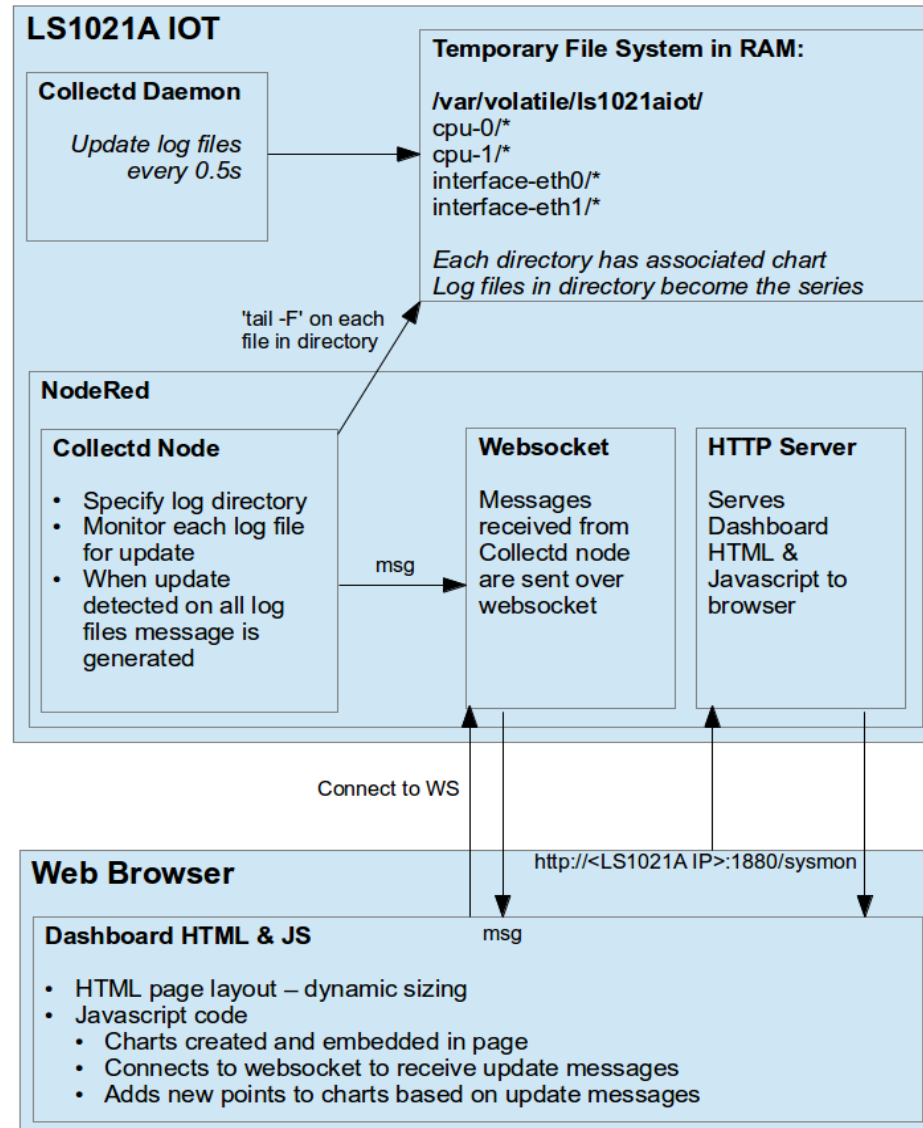 LS1021A IOT
Collectd Daemon
Update log files
every 0.5s
Temporary File System in RAM:
/var/volatile/ls1021aiot/
cpu-0/*
cpu-1/*
interface-eth0/*
interface-eth1/*
Each directory has associated chart
Log files in directory become the series
'tail -F' on each
file in directory
NodeRed
Collectd Node
• Specify log directory
• Monitor each log file
for update
• When update
detected on all log
files message is
generated
msg
Websocket
Messages
received from
Collectd node
are sent over
websocket
HTTP Server
Serves
Dashboard
HTML &
Javascript to
browser
Connect to WS
http://<LS1021A IP>:1880/sysmon
Web Browser
msg
Dashboard HTML & JS
• HTML page layout – dynamic sizing
• Javascript code
• Charts created and embedded in page
• Connects to websocket to receive update messages
• Adds new points to charts based on update messages